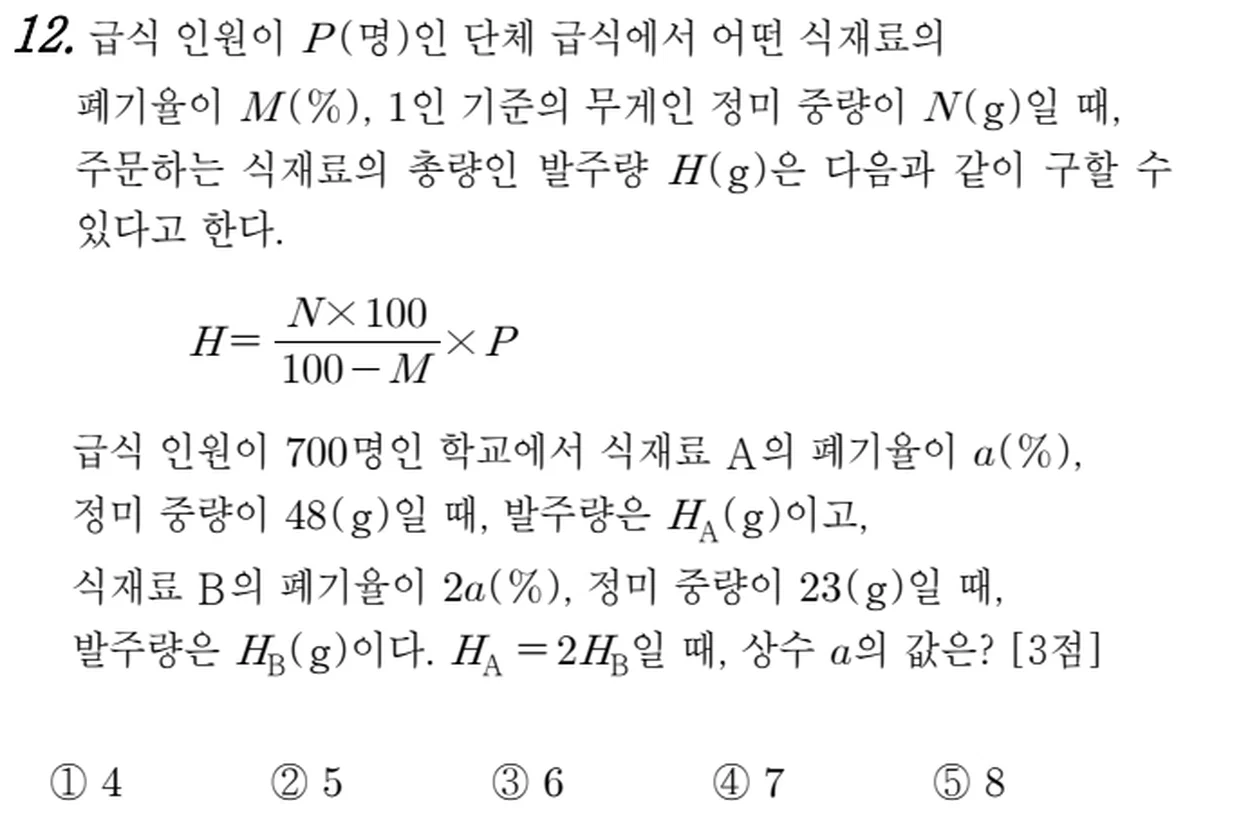 12. 급식 인원이 P(명)인 단체 급식에서 어떤 식재료의
폐기율이 M(%), 1인 기준의 무게인 정미 중량이 N(g)일 때,
주문하는 식재료의 총량인 발주량 H(g)은 다음과 같이 구할 수
있다고 한다.
H= \frac{N×100}{100-M} × P
급식 인원이 700명인 학교에서 식재료 A의 폐기율이 a(%),
정미 중량이 48(g)일 때, 발주량은 H_A(g)이고,
식재료 B의 폐기율이 2a(%), 정미 중량이 23(g)일 때,
발주량은 H_B(g)이다. H_A = 2H_B일 때, 상수 a의 값은? [3점]
① 4 ② 5 ③ 6 ④ 7 ⑤ 8